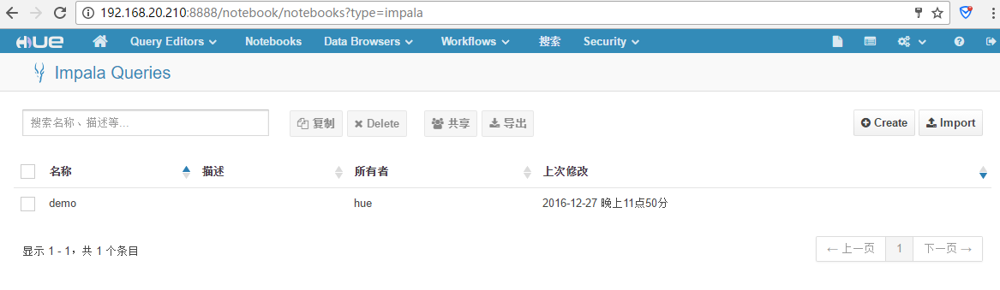 192.168.20.210:8888/notebook/notebooks?type=impala
HUE Query Editors Notebooks Data Browsers Workflows 搜索 Security
Impala Queries
搜索名称、描述等... 复制 Delete 共享 导出 Create Import
名称 描述 所有者 上次修改
demo hue 2016-12-27 晚上11点50分
显示 1 - 1，共 1 个条目 ← 上一页 1 下一页 →